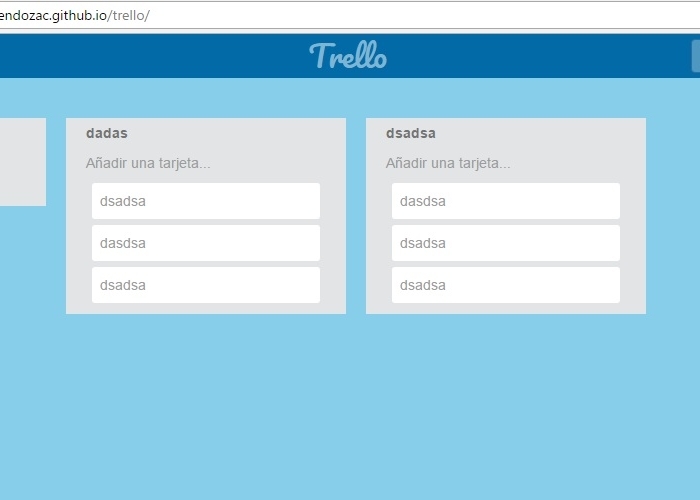 endozac.github.io/trello/
Trello
dadas
Añadir una tarjeta...
dsadsa
dasdsa
dsadsa
dsadsa
Añadir una tarjeta...
dasdsa
dsadsa
dsadsa